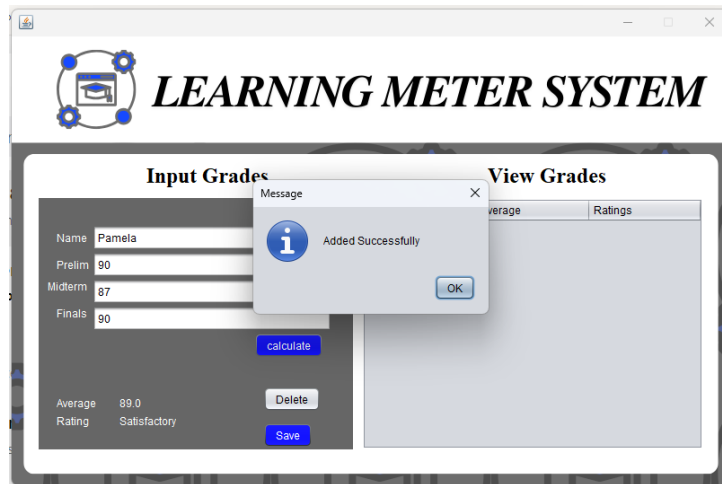 LEARNING METER SYSTEM
Input Grades
View Grades
Message
Added Successfully
OK
Ratings
Name Pamela
Prelim 90
Midterm 87
Finals 90
calculate
Average 89.0
Rating Satisfactory
Delete
Save